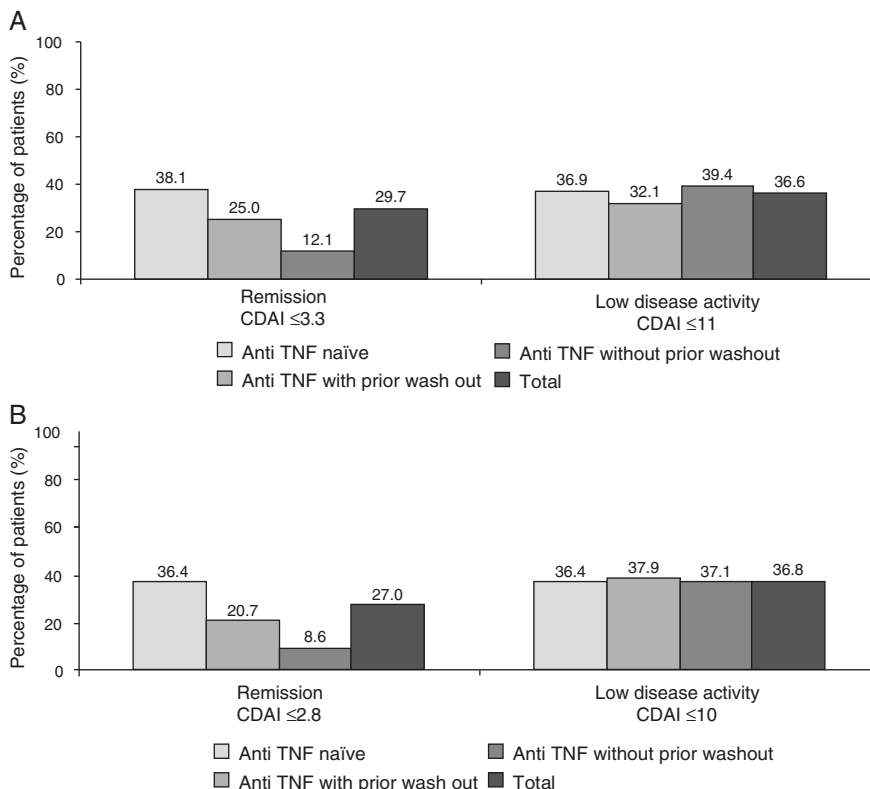 A
Percentage of patients (%)
100
80
60
40
20
0
38.1
25.0
12.1
29.7
36.9
32.1
39.4
36.6
Remission
CDAI ≤3.3
Low disease activity
CDAI ≤11
Anti TNF naïve
Anti TNF without prior washout
Anti TNF with prior wash out
Total
B
Percentage of patients (%)
100
80
60
40
20
0
36.4
20.7
8.6
27.0
36.4
37.9
37.1
36.8
Remission
CDAI ≤2.8
Low disease activity
CDAI ≤10
Anti TNF naïve
Anti TNF without prior washout
Anti TNF with prior wash out
Total